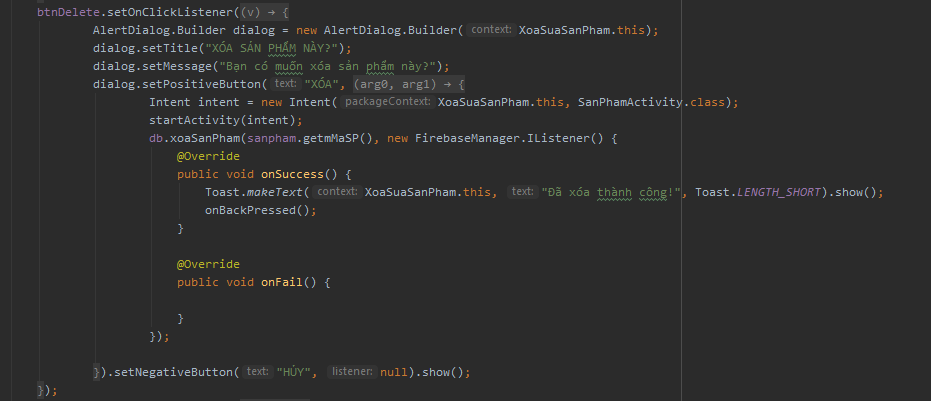 btnDelete.setOnClickListener((v) → {
AlertDialog.Builder dialog = new AlertDialog.Builder( context: XoaSuaSanPham.this);
dialog.setTitle("XÓA SẢN PHẨM NÀY?");
dialog.setMessage("Bạn có muốn xóa sản phẩm này?");
dialog.setPositiveButton( text: "XÓA", (arg0, arg1) → {
Intent intent = new Intent( packageContext: XoaSuaSanPham.this, SanPhamActivity.class);
startActivity(intent);
db.xoaSanPham(sanpham.getmMaSP(), new FirebaseManager.IListener() {
@Override
public void onSuccess() {
Toast.makeText( context: XoaSuaSanPham.this, text: "Đã xóa thành công!", Toast.LENGTH_SHORT).show();
onBackPressed();
}
@Override
public void onFail() {
}
});
}).setNegativeButton( text: "HỦY", listener: null).show();
});